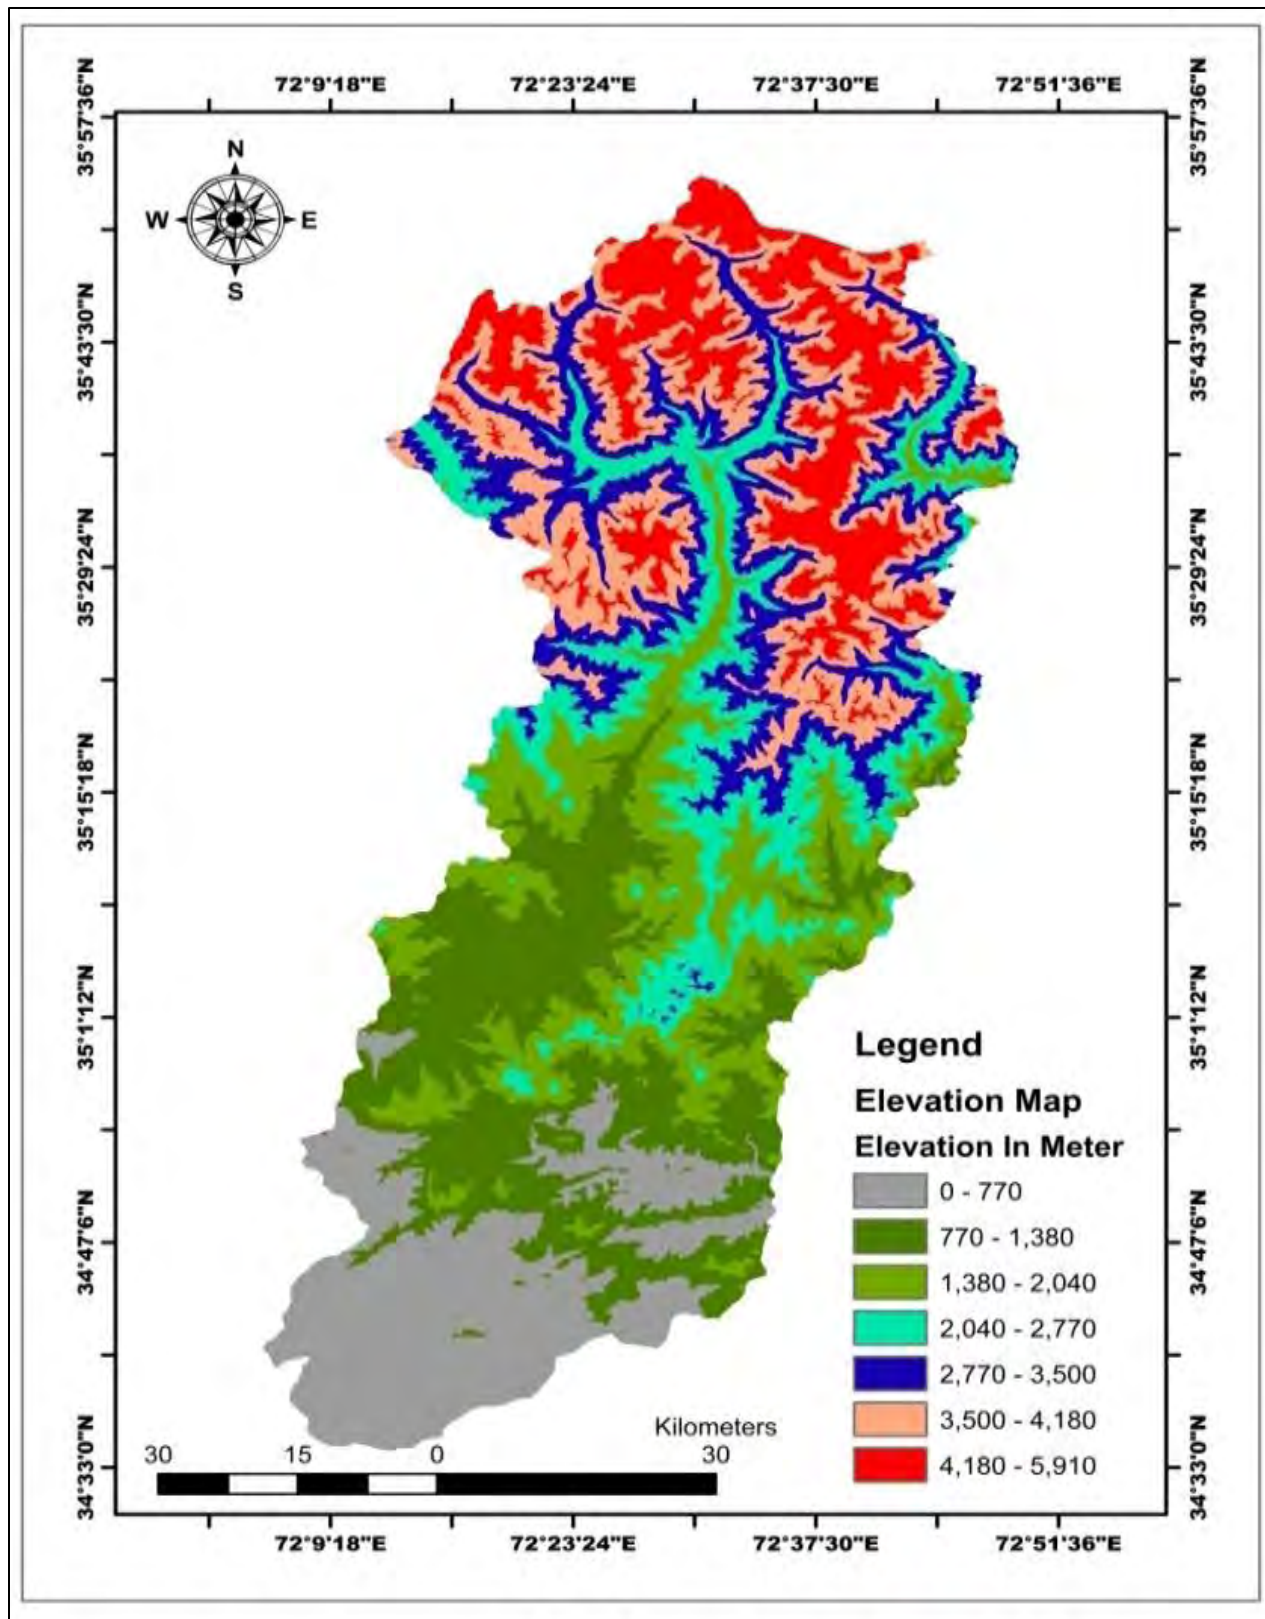 72°9'18"E 72°23'24"E 72°37'30"E 72°51'36"E
35°57'36"N
35°57'36"N
N
W E
S
35°43'30"N
35°43'30"N
35°29'24"N
35°29'24"N
35°15'18"N
35°15'18"N
35°1'12"N
35°1'12"N
Legend
Elevation Map
Elevation In Meter
0 - 770
770 - 1,380
1,380 - 2,040
2,040 - 2,770
2,770 - 3,500
3,500 - 4,180
4,180 - 5,910
34°47'6"N
34°47'6"N
Kilometers
30 15 0 30
34°33'0"N
34°33'0"N
72°9'18"E 72°23'24"E 72°37'30"E 72°51'36"E